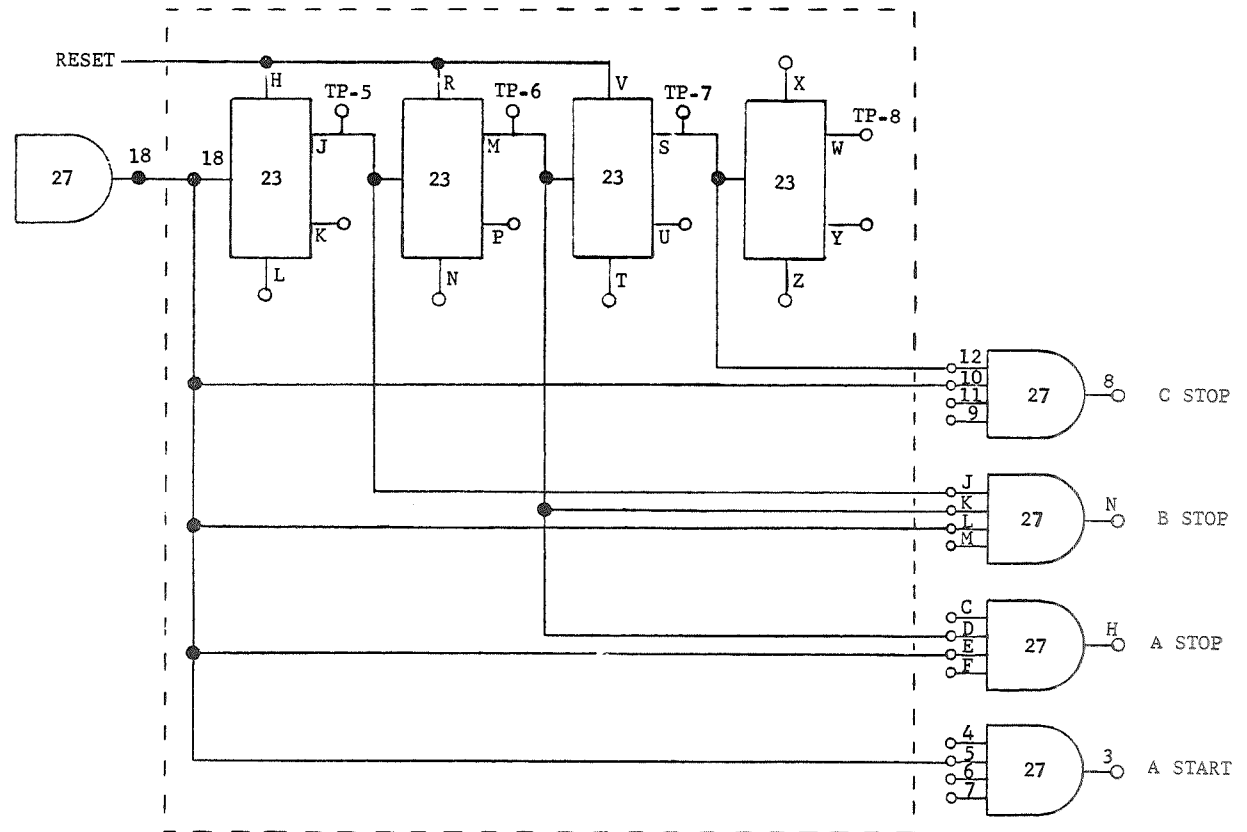 RESET
H
R
V
X
TP-5
TP-6
TP-7
TP-8
J
M
S
W
27
18
18
23
23
23
23
K
P
U
Y
L
N
T
Z
12
10
11
9
27
8
C STOP
J
K
L
M
27
N
B STOP
C
D
E
F
27
H
A STOP
4
5
6
7
27
3
A START